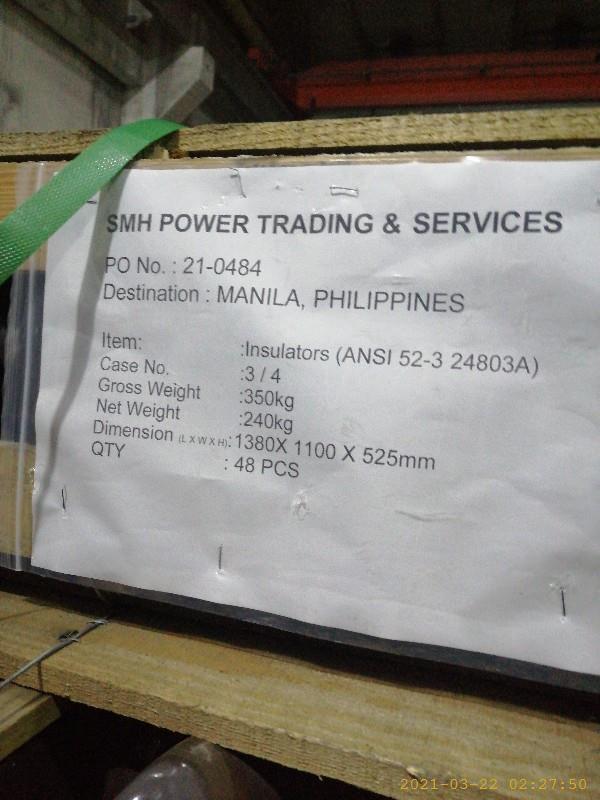 SMH POWER TRADING & SERVICES
PO No. : 21-0484
Destination : MANILA, PHILIPPINES
Item: :Insulators (ANSI 52-3 24803A)
Case No. :3 / 4
Gross Weight :350kg
Net Weight :240kg
Dimension (L X W X H): 1380X 1100 X 525mm
QTY : 48 PCS
2021-03-22 02:27:50